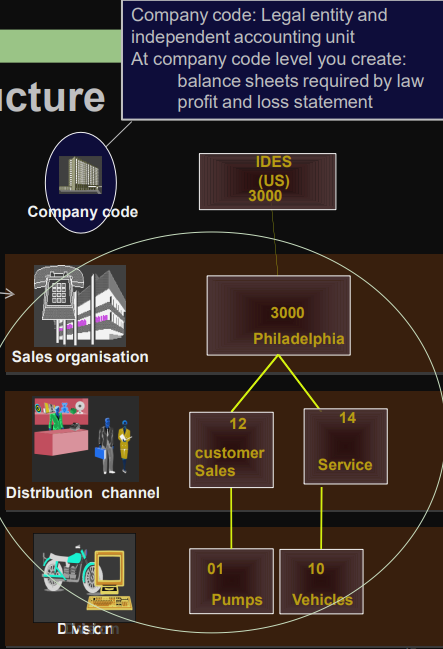 Company code: Legal entity and
independent accounting unit
At company code level you create:
balance sheets required by law
profit and loss statement
ucture
IDES
(US)
3000
Company code
3000
Philadelphia
Sales organisation
12
customer
Sales
14
Service
Distribution channel
01
Pumps
10
Vehicles
Division